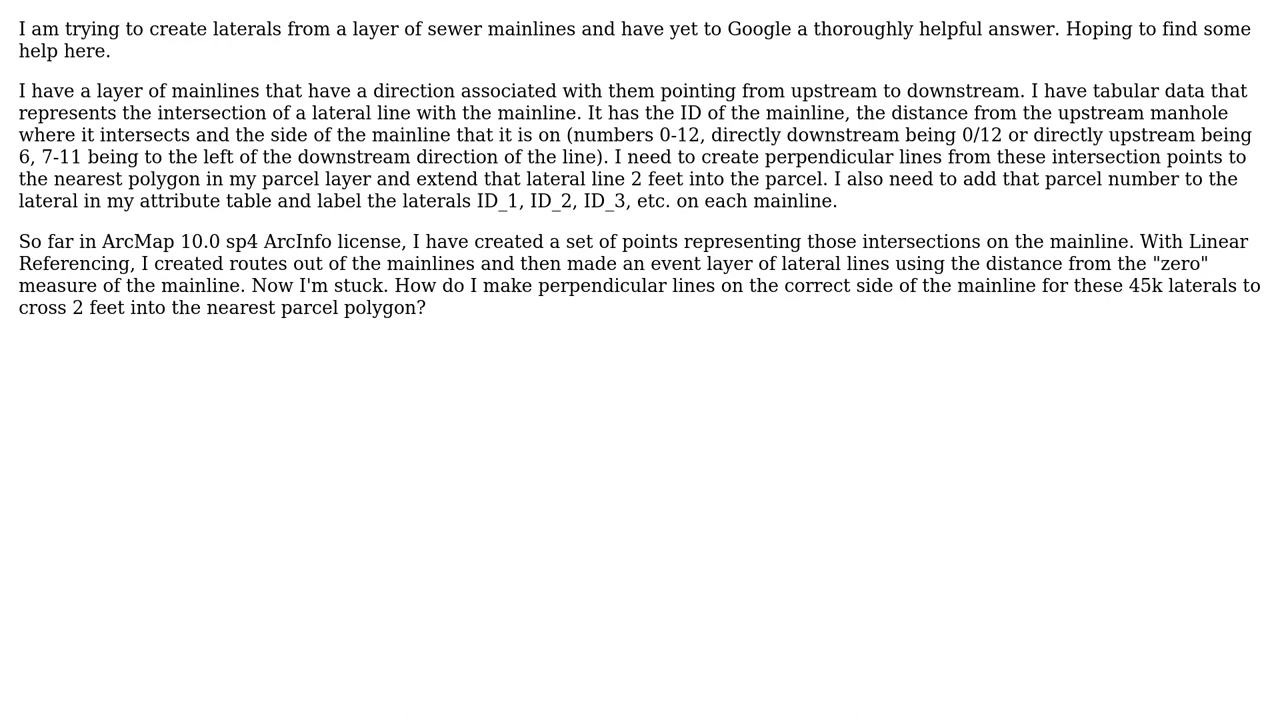 I am trying to create laterals from a layer of sewer mainlines and have yet to Google a thoroughly helpful answer. Hoping to find some
help here.
I have a layer of mainlines that have a direction associated with them pointing from upstream to downstream. I have tabular data that
represents the intersection of a lateral line with the mainline. It has the ID of the mainline, the distance from the upstream manhole
where it intersects and the side of the mainline that it is on (numbers 0-12, directly downstream being 0/12 or directly upstream being
6, 7-11 being to the left of the downstream direction of the line). I need to create perpendicular lines from these intersection points to
the nearest polygon in my parcel layer and extend that lateral line 2 feet into the parcel. I also need to add that parcel number to the
lateral in my attribute table and label the laterals ID_1, ID_2, ID_3, etc. on each mainline.
So far in ArcMap 10.0 sp4 ArcInfo license, I have created a set of points representing those intersections on the mainline. With Linear
Referencing, I created routes out of the mainlines and then made an event layer of lateral lines using the distance from the "zero"
measure of the mainline. Now I'm stuck. How do I make perpendicular lines on the correct side of the mainline for these 45k laterals to
cross 2 feet into the nearest parcel polygon?